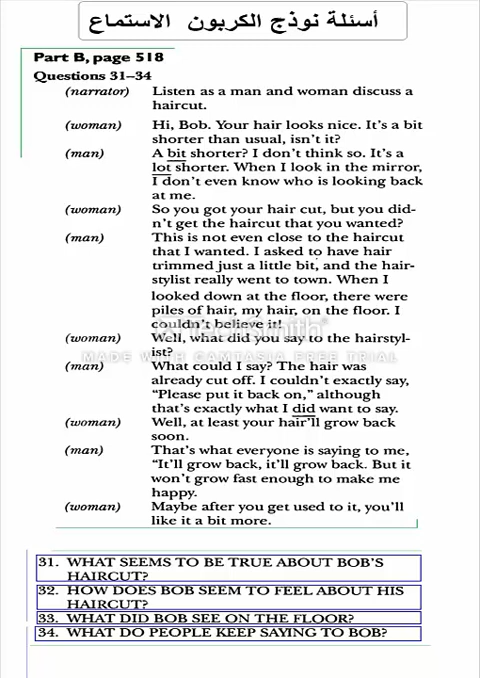 أسئلة نوذج الكربون الاستماع
Part B, page 518
Questions 31–34
(narrator) Listen as a man and woman discuss a
haircut.
(woman) Hi, Bob. Your hair looks nice. It's a bit
shorter than usual, isn't it?
(man) A bit shorter? I don't think so. It's a
lot shorter. When I look in the mirror,
I don't even know who is looking back
at me.
(woman) So you got your hair cut, but you did-
n't get the haircut that you wanted?
(man) This is not even close to the haircut
that I wanted. I asked to have hair
trimmed just a little bit, and the hair-
stylist really went to town. When I
looked down at the floor, there were
piles of hair, my hair, on the floor. I
couldn't believe it!
(woman) Well, what did you say to the hairstyl-
ist?
MADE WITH CAMTASIA FREE TRIAL
(man) What could I say? The hair was
already cut off. I couldn't exactly say,
"Please put it back on," although
that's exactly what I did want to say.
(woman) Well, at least your hair'll grow back
soon.
(man) That's what everyone is saying to me,
"It'll grow back, it'll grow back. But it
won't grow fast enough to make me
happy.
(woman) Maybe after you get used to it, you'll
like it a bit more.
31. WHAT SEEMS TO BE TRUE ABOUT BOB'S
HAIRCUT?
32. HOW DOES BOB SEEM TO FEEL ABOUT HIS
HAIRCUT?
33. WHAT DID BOB SEE ON THE FLOOR?
34. WHAT DO PEOPLE KEEP SAYING TO BOB?